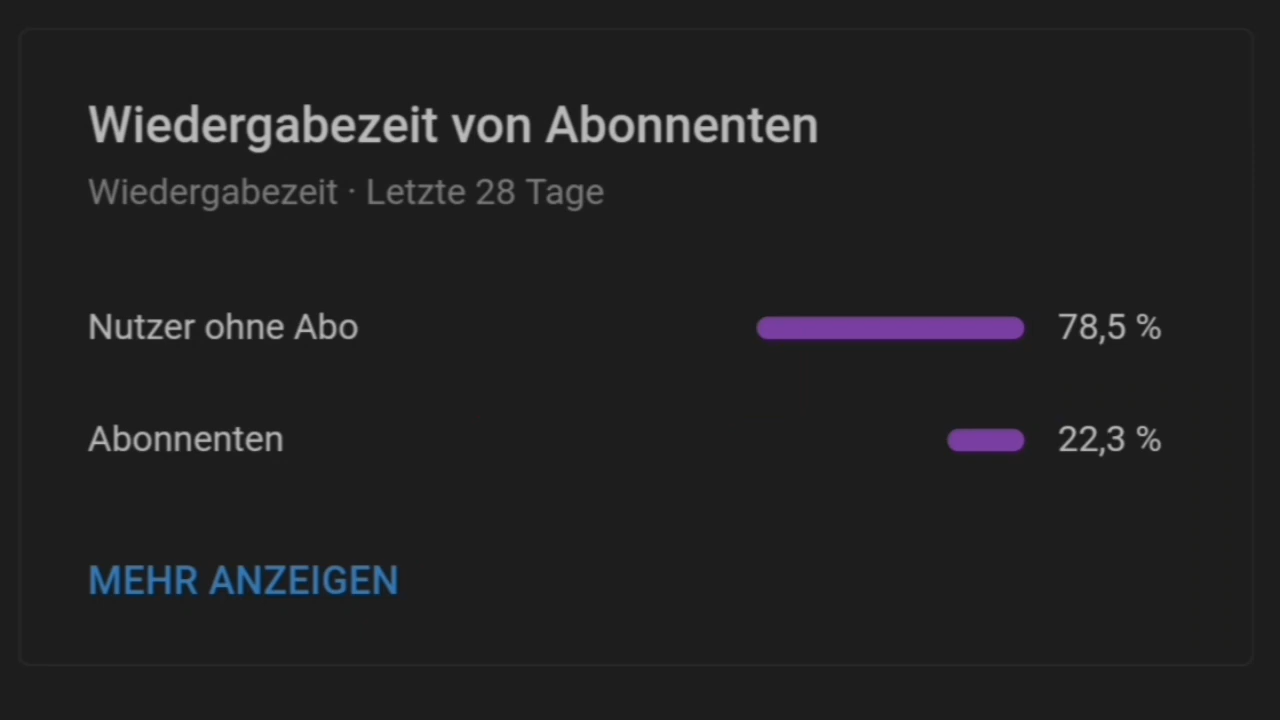 Wiedergabezeit von Abonnenten
Wiedergabezeit · Letzte 28 Tage
Nutzer ohne Abo 78,5 %
Abonnenten 22,3 %
MEHR ANZEIGEN